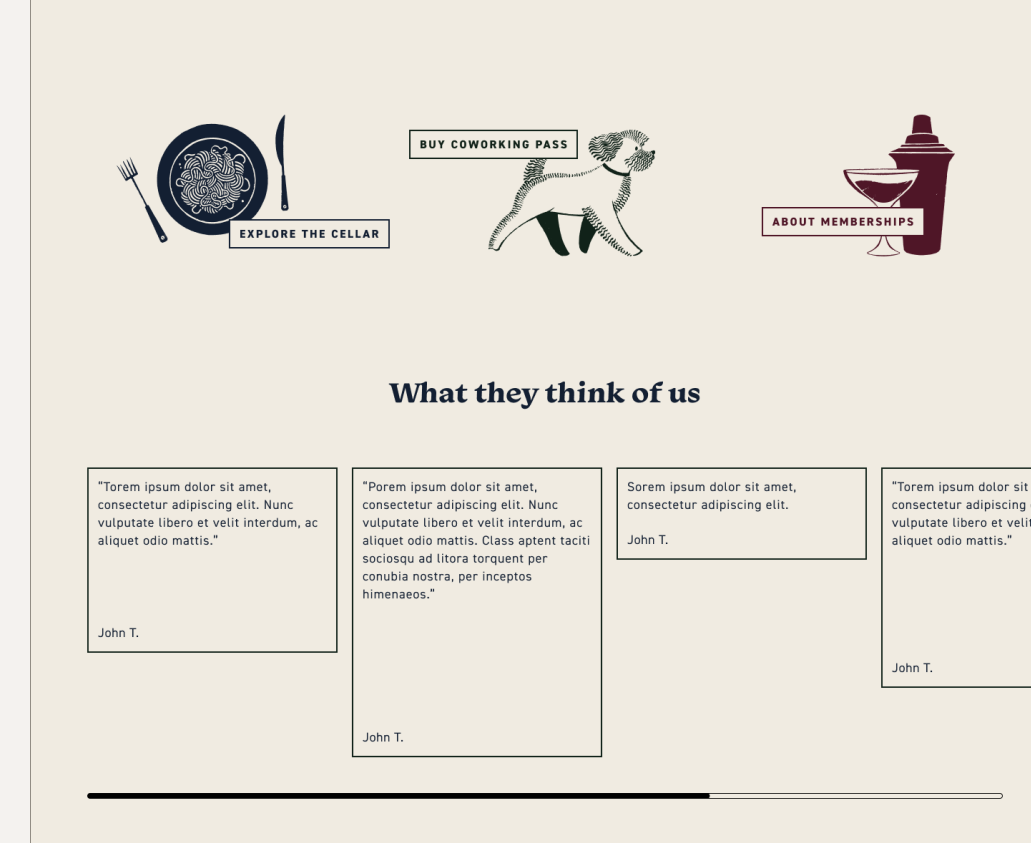 BUY COWORKING PASS
EXPLORE THE CELLAR
ABOUT MEMBERSHIPS
What they think of us
“Torem ipsum dolor sit amet,
consectetur adipiscing elit. Nunc
vulputate libero et velit interdum, ac
aliquet odio mattis.”
John T.
“Porem ipsum dolor sit amet,
consectetur adipiscing elit. Nunc
vulputate libero et velit interdum, ac
aliquet odio mattis. Class aptent taciti
sociosqu ad litora torquent per
conubia nostra, per inceptos
himenaeos.”
John T.
Sorem ipsum dolor sit amet,
consectetur adipiscing elit.
John T.
“Torem ipsum dolor sit
consectetur adipiscing
vulputate libero et velit
aliquet odio mattis.”
John T.